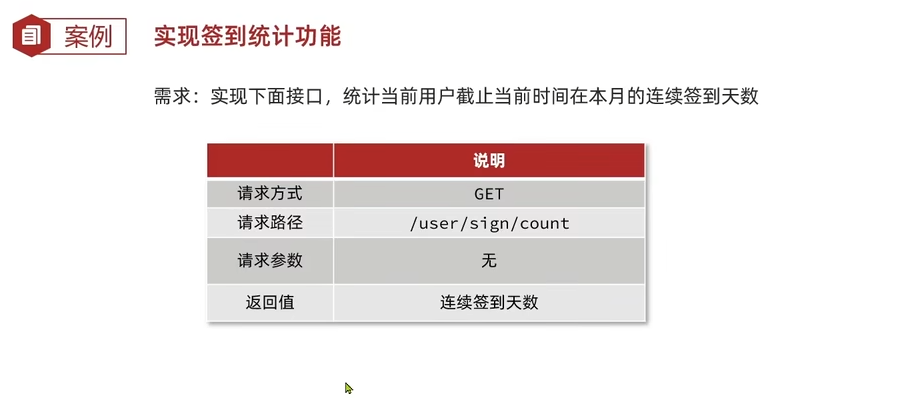 案例 实现签到统计功能
需求：实现下面接口，统计当前用户截止当前时间在本月的连续签到天数
说明
请求方式 GET
请求路径 /user/sign/count
请求参数 无
返回值 连续签到天数